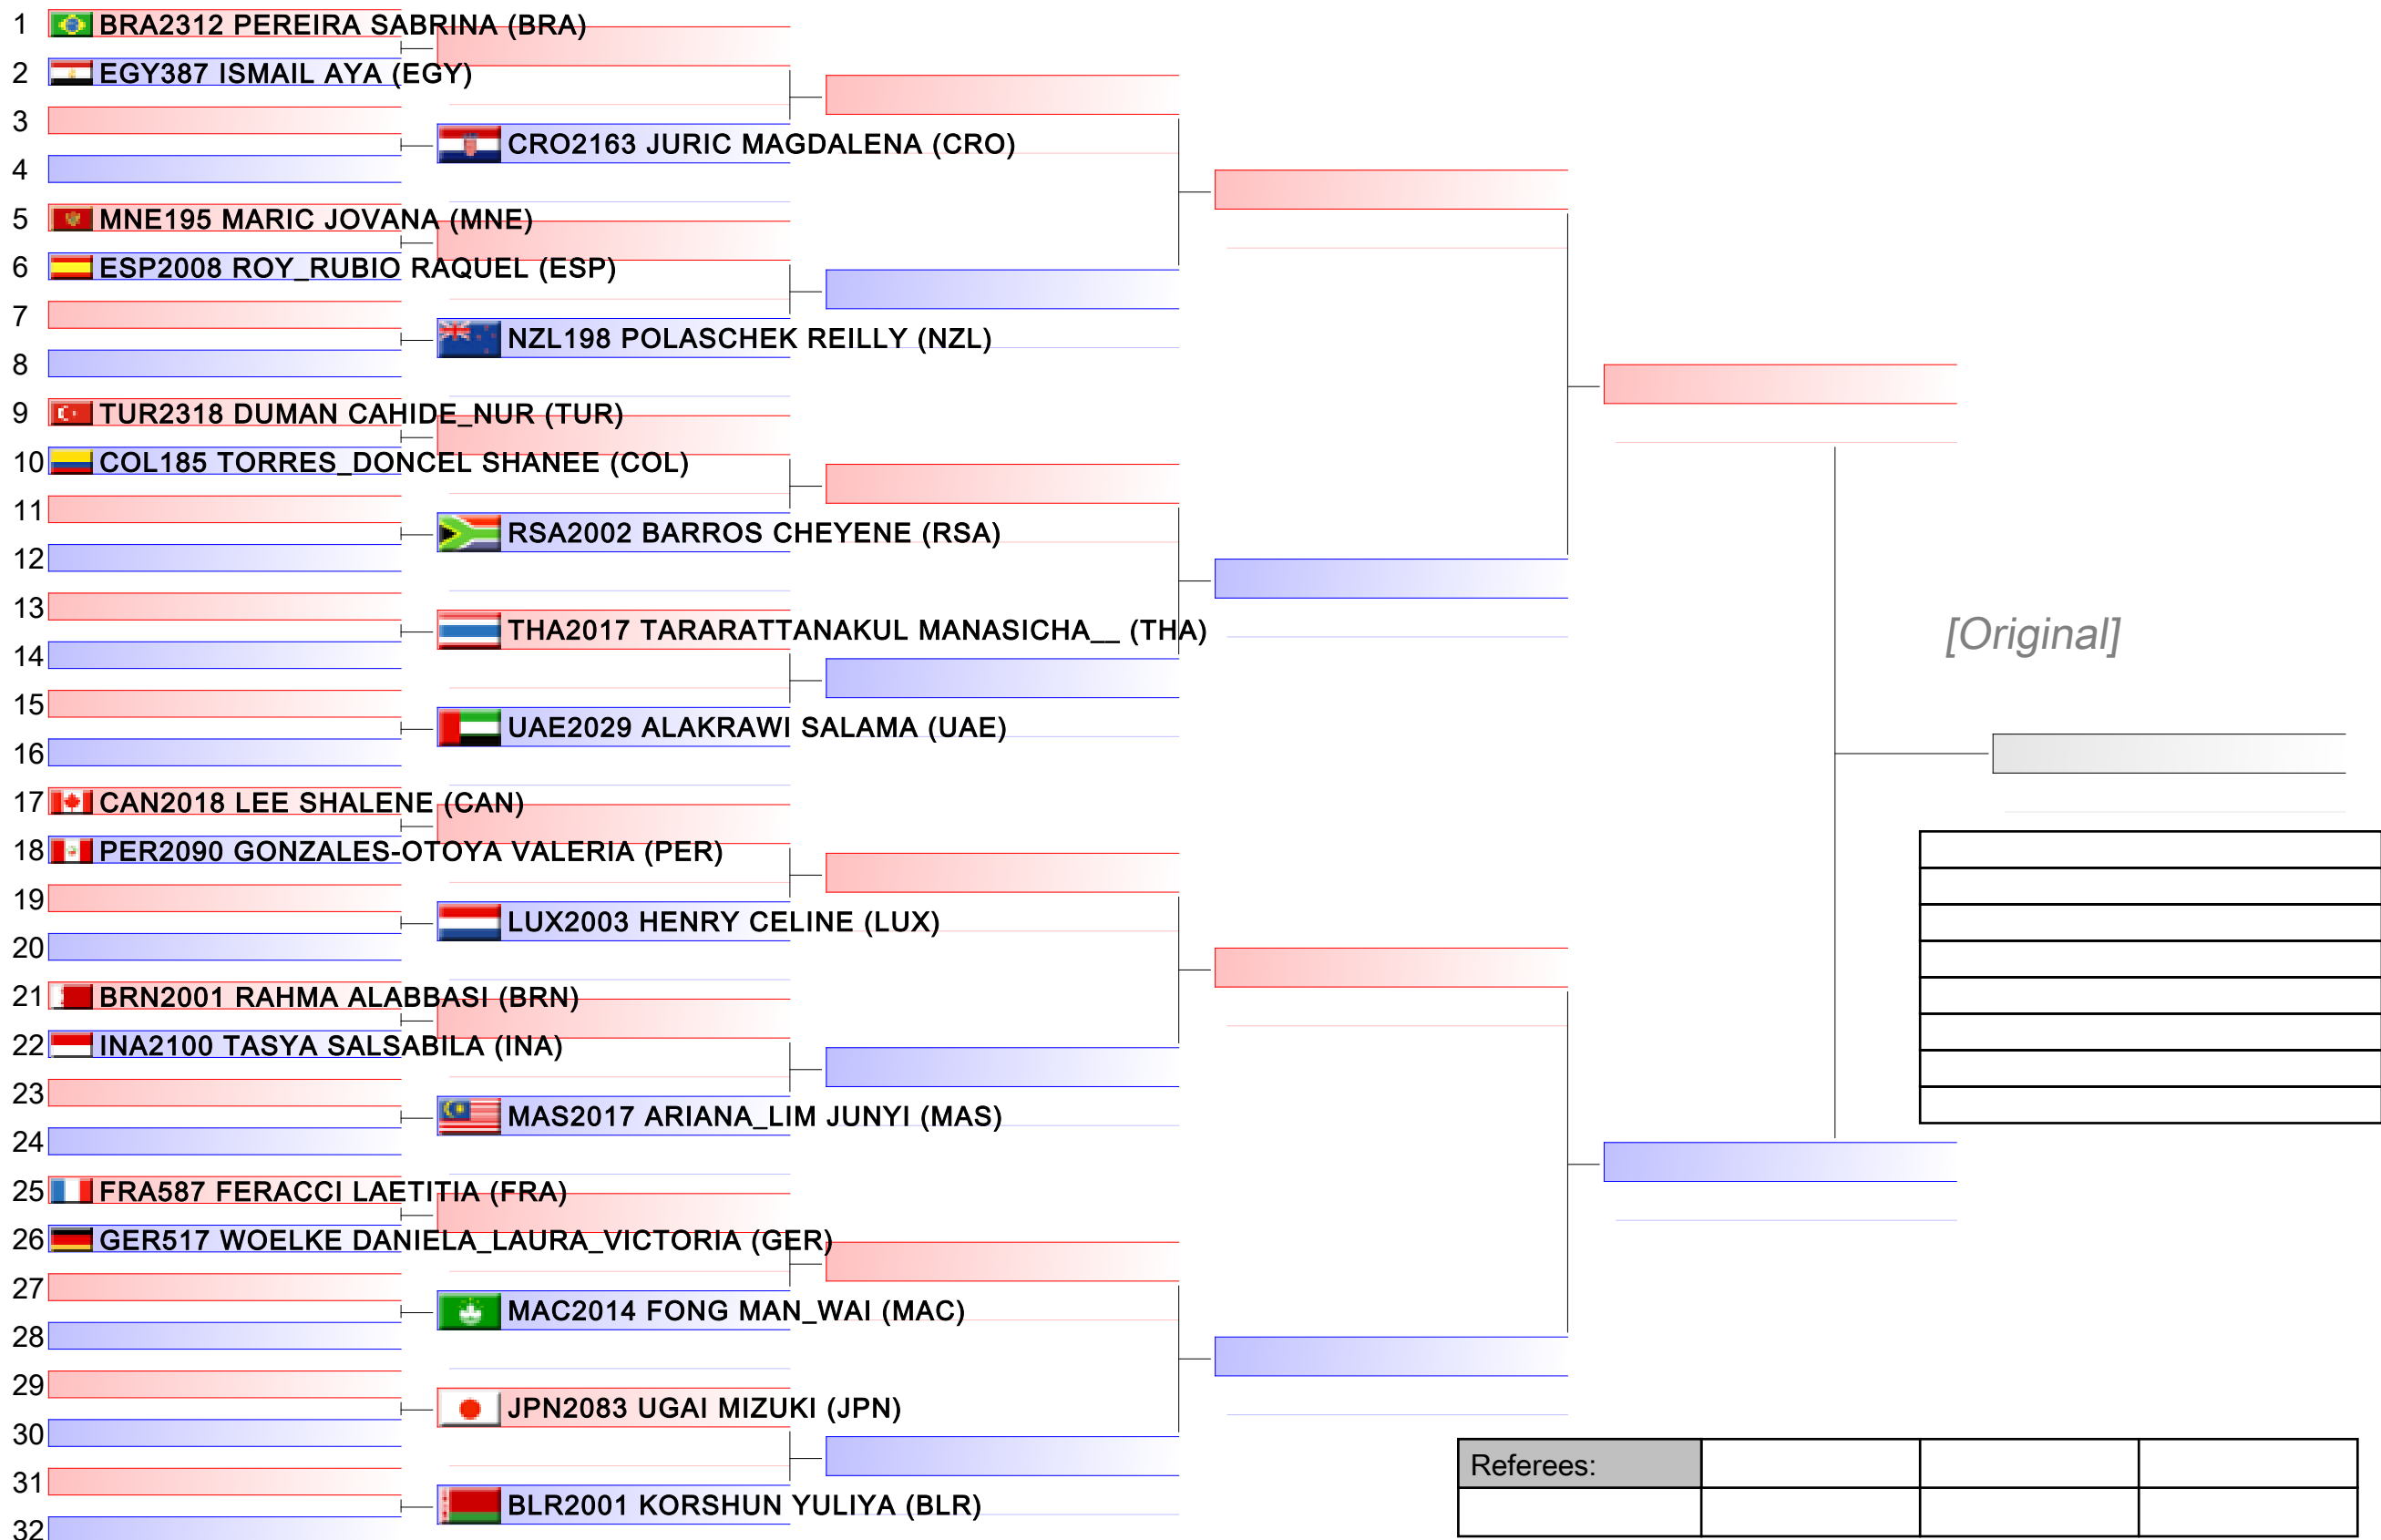 1 BRA2312 PEREIRA SABRINA (BRA)
2 EGY387 ISMAIL AYA (EGY)
3
CRO2163 JURIC MAGDALENA (CRO)
4
5 MNE195 MARIC JOVANA (MNE)
6 ESP2008 ROY_RUBIO RAQUEL (ESP)
7
NZL198 POLASCHEK REILLY (NZL)
8
9 TUR2318 DUMAN CAHIDE_NUR (TUR)
10 COL185 TORRES_DONCEL SHANEE (COL)
11
RSA2002 BARROS CHEYENE (RSA)
12
13
THA2017 TARARATTANAKUL MANASICHA__ (THA)
[Original]
14
15
UAE2029 ALAKRAWI SALAMA (UAE)
16
17 CAN2018 LEE SHALENE (CAN)
18 PER2090 GONZALES-OTOYA VALERIA (PER)
19
LUX2003 HENRY CELINE (LUX)
20
21 BRN2001 RAHMA ALABBASI (BRN)
22 INA2100 TASYA SALSABILA (INA)
23
MAS2017 ARIANA_LIM JUNYI (MAS)
24
25 FRA587 FERACCI LAETITIA (FRA)
26 GER517 WOELKE DANIELA_LAURA_VICTORIA (GER)
27
MAC2014 FONG MAN_WAI (MAC)
28
29
JPN2083 UGAI MIZUKI (JPN)
30
Referees:
31
BLR2001 KORSHUN YULIYA (BLR)
32